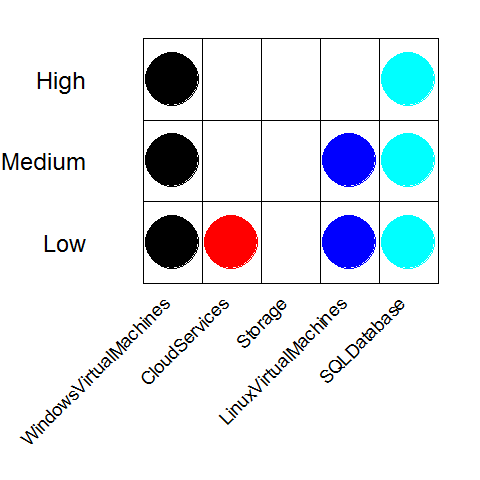 High
Medium
Low
WindowsVirtualMachines
CloudServices
Storage
LinuxVirtualMachines
SQLDatabase